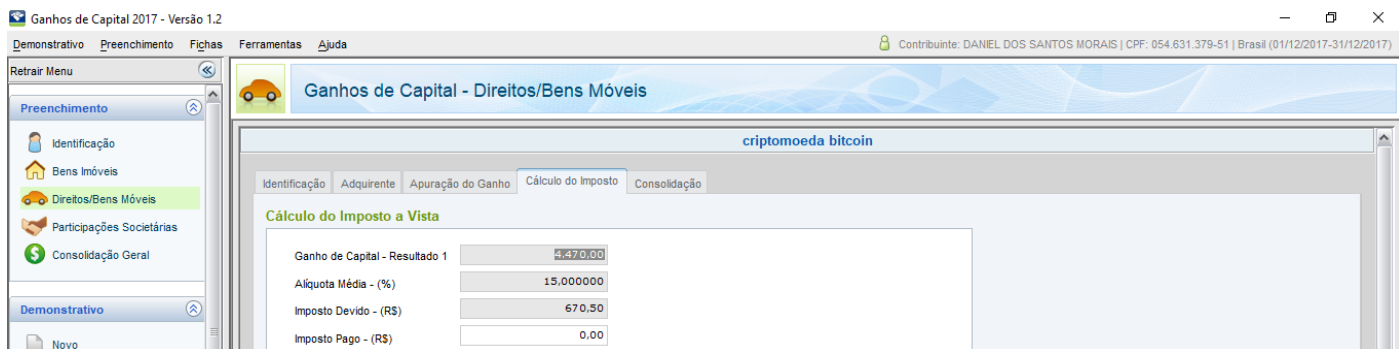 Ganhos de Capital 2017 - Versão 1.2
Demonstrativo Preenchimento Fichas Ferramentas Ajuda
Contribuinte: DANIEL DOS SANTOS MORAIS | CPF: 054.631.379-51 | Brasil (01/12/2017-31/12/2017)
Retrair Menu
Preenchimento
Identificação
Bens Imóveis
Direitos/Bens Móveis
Participações Societárias
Consolidação Geral
Demonstrativo
Novo
Ganhos de Capital - Direitos/Bens Móveis
criptomoeda bitcoin
Identificação Adquirente Apuração do Ganho Cálculo do Imposto Consolidação
Cálculo do Imposto a Vista
Ganho de Capital - Resultado 1 4.470,00
Alíquota Média - (%) 15,000000
Imposto Devido - (R$) 670,50
Imposto Pago - (R$) 0,00